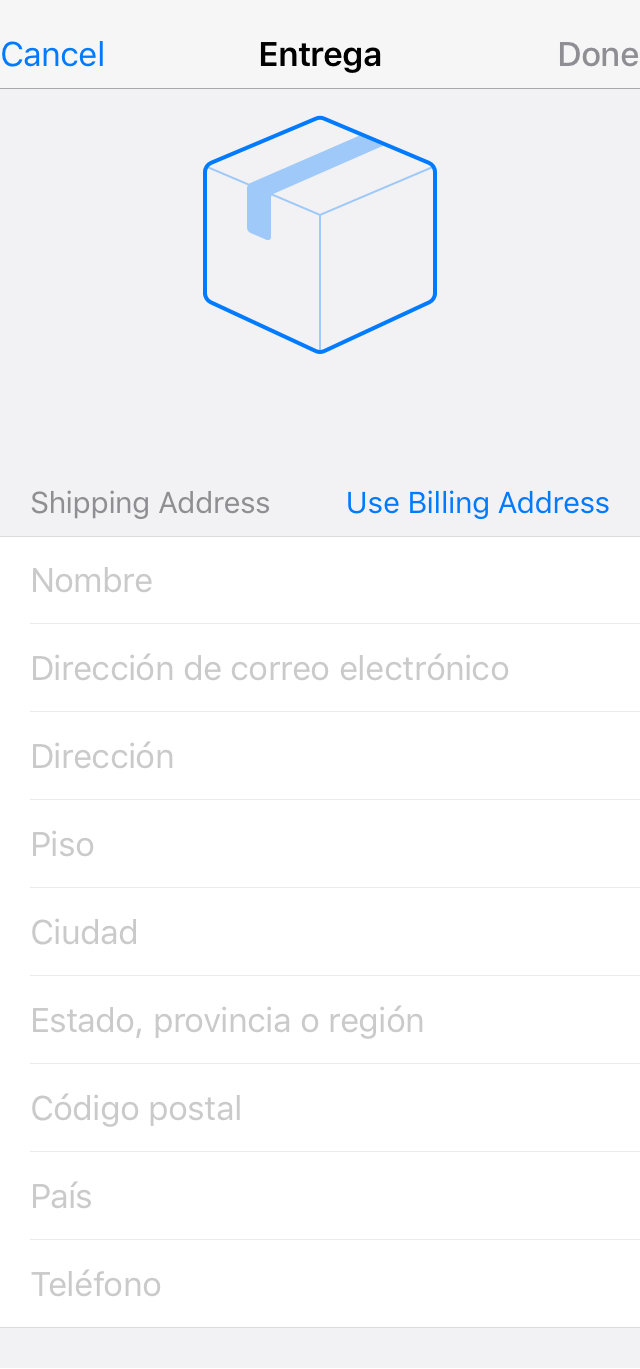 Cancel Entrega Done
Shipping Address Use Billing Address
Nombre
Dirección de correo electrónico
Dirección
Piso
Ciudad
Estado, provincia o región
Código postal
País
Teléfono